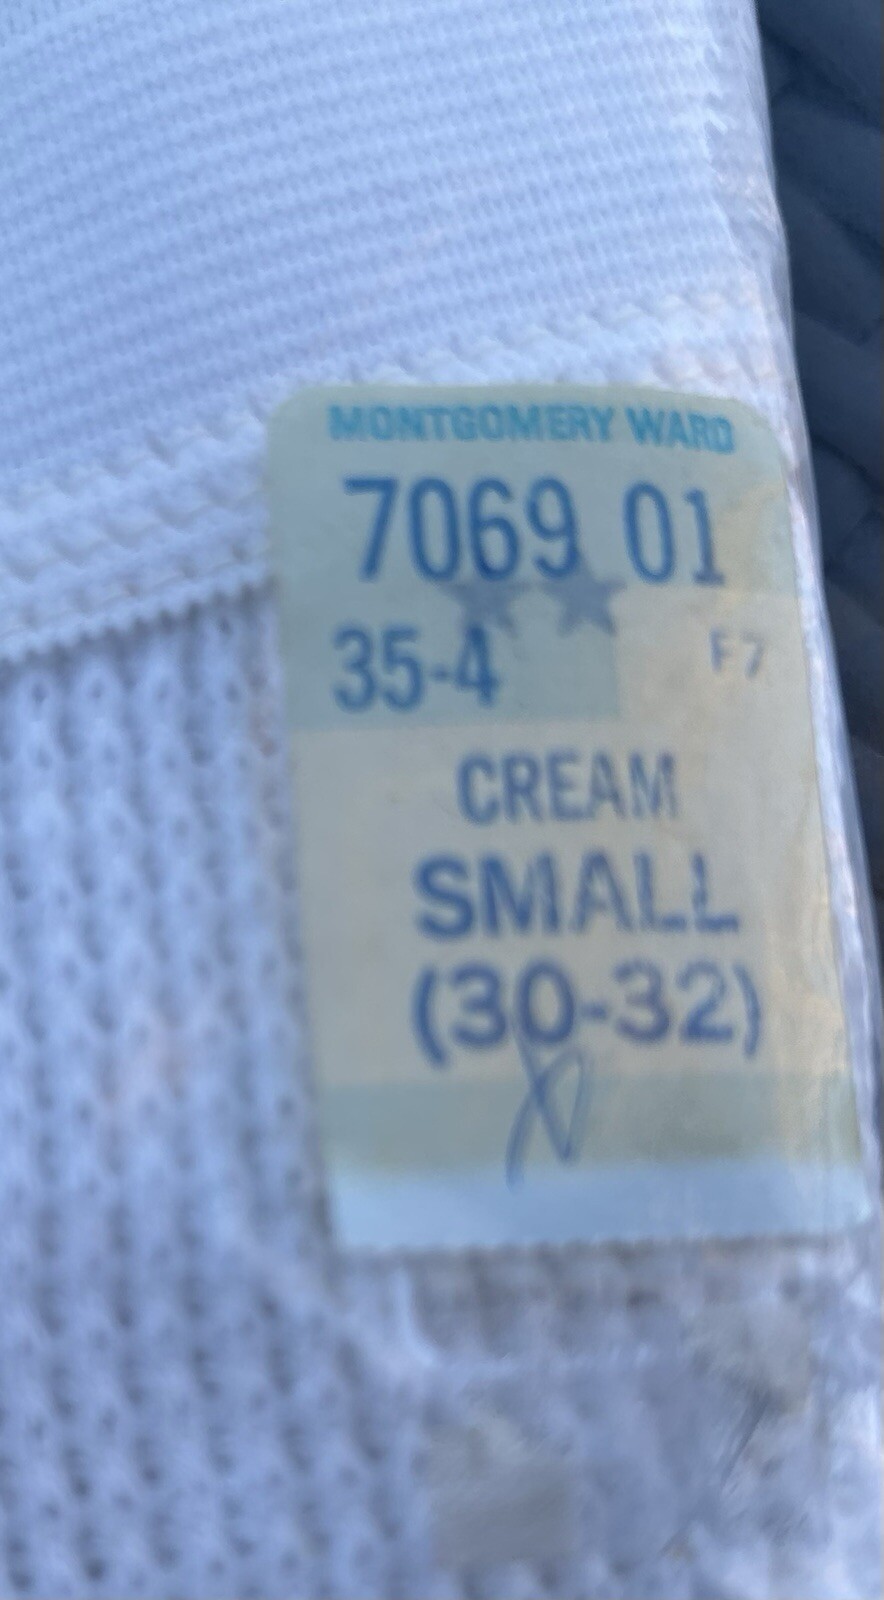 MONTGOMERY WARD
7069 01
35-4 F7
CREAM
SMALL
(30-32)